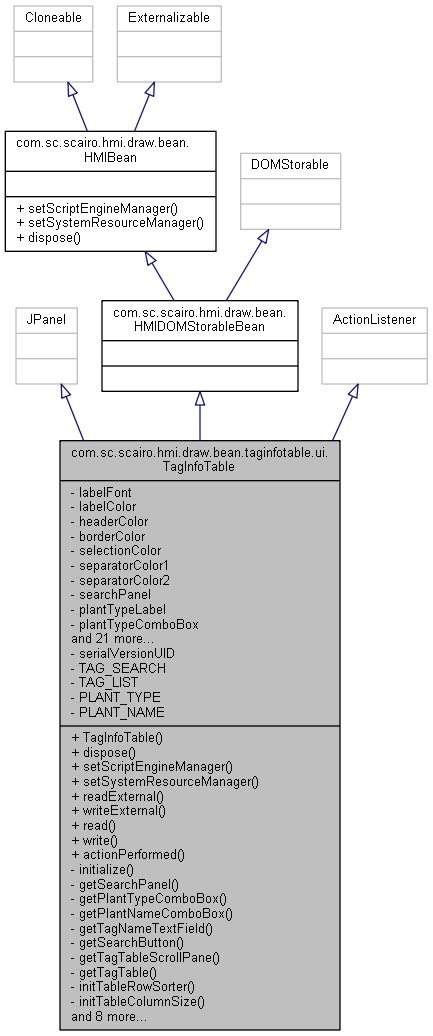 Cloneable
Externalizable
com.sc.scairo.hmi.draw.bean.
HMIBean
+ setScriptEngineManager()
+ setSystemResourceManager()
+ dispose()
DOMStorable
com.sc.scairo.hmi.draw.bean.
HMIDOMStorableBean
JPanel
ActionListener
com.sc.scairo.hmi.draw.bean.taginfotable.ui.
TagInfoTable
- labelFont
- labelColor
- headerColor
- borderColor
- selectionColor
- separatorColor1
- separatorColor2
- searchPanel
- plantTypeLabel
- plantTypeComboBox
and 21 more...
- serialVersionUID
- TAG_SEARCH
- TAG_LIST
- PLANT_TYPE
- PLANT_NAME
+ TagInfoTable()
+ dispose()
+ setScriptEngineManager()
+ setSystemResourceManager()
+ readExternal()
+ writeExternal()
+ read()
+ write()
+ actionPerformed()
- initialize()
- getSearchPanel()
- getPlantTypeComboBox()
- getPlantNameComboBox()
- getTagNameTextField()
- getSearchButton()
- getTagTableScrollPane()
- getTagTable()
- initTableRowSorter()
- initTableColumnSize()
and 8 more...